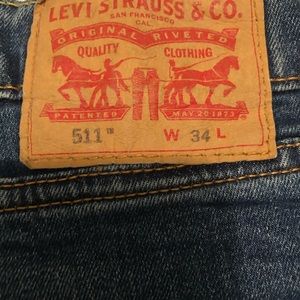 LEVI STRAUSS & CO.
SAN FRANCISCO
CAL
ORIGINAL RIVETED
QUALITY CLOTHING
PATENTED MAY 20 1873
511™ W 34 L